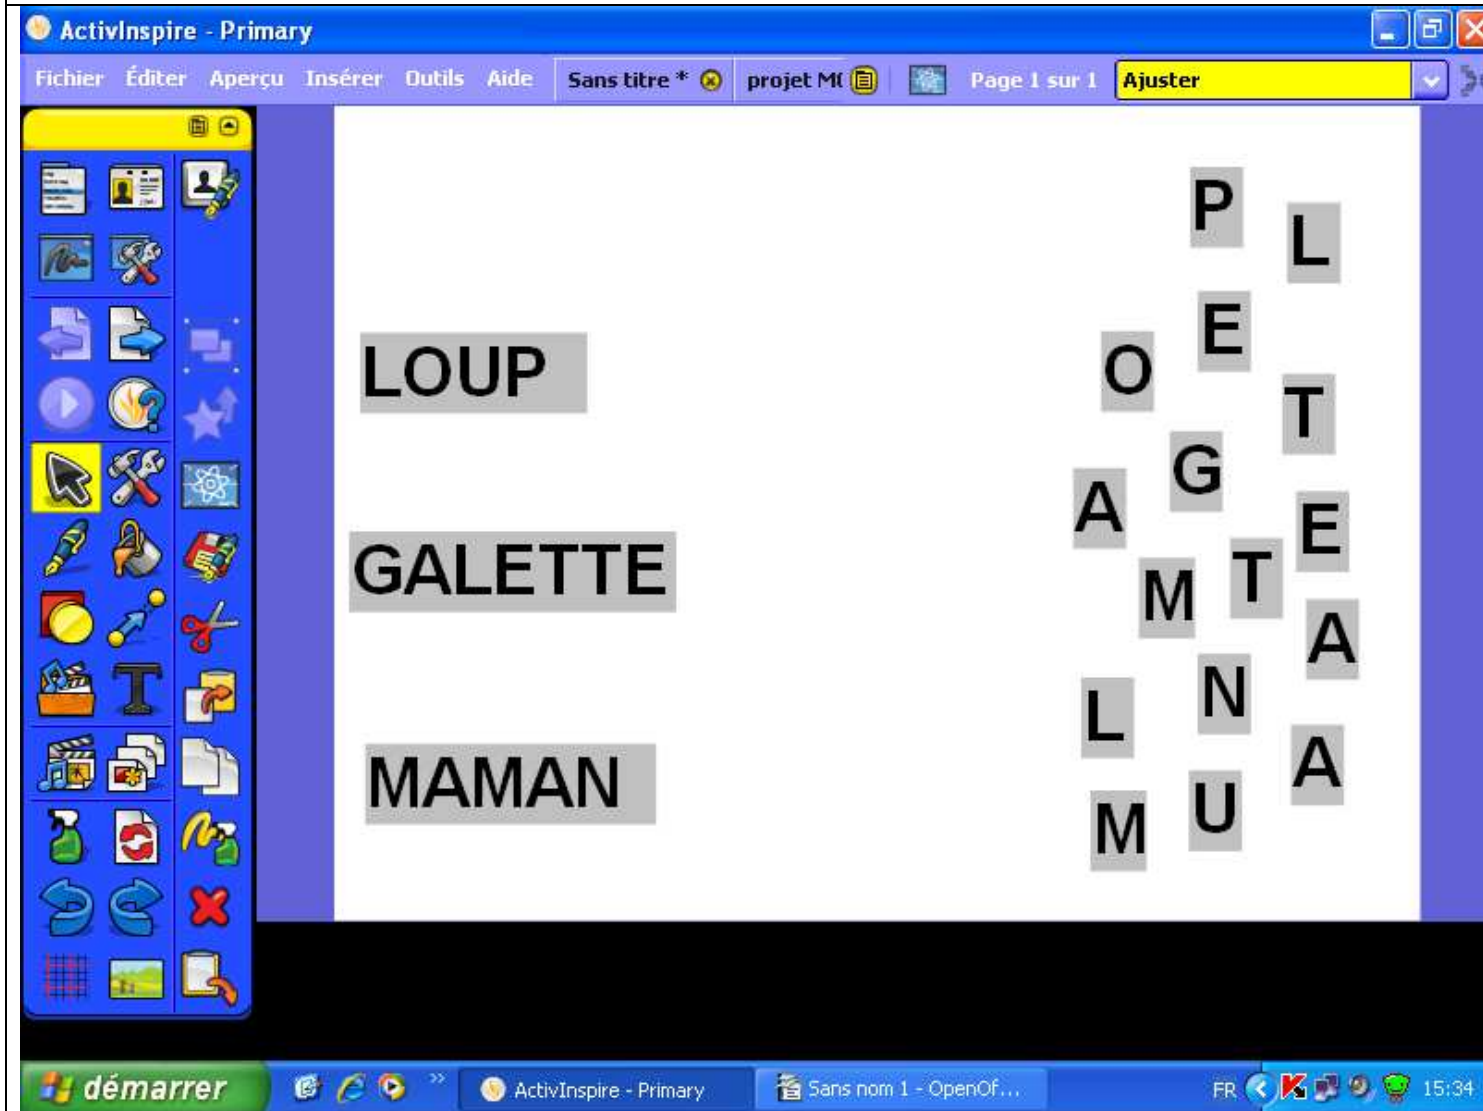 ActivInspire - Primary
Fichier Éditer Aperçu Insérer Outils Aide Sans titre * projet M( Page 1 sur 1 Ajuster
P
L
E
LOUP
O
T
G
A
E
GALETTE
T
M
A
N
L
A
MAMAN
U
M
démarrer ActivInspire - Primary Sans nom 1 - OpenOf... FR 15:34